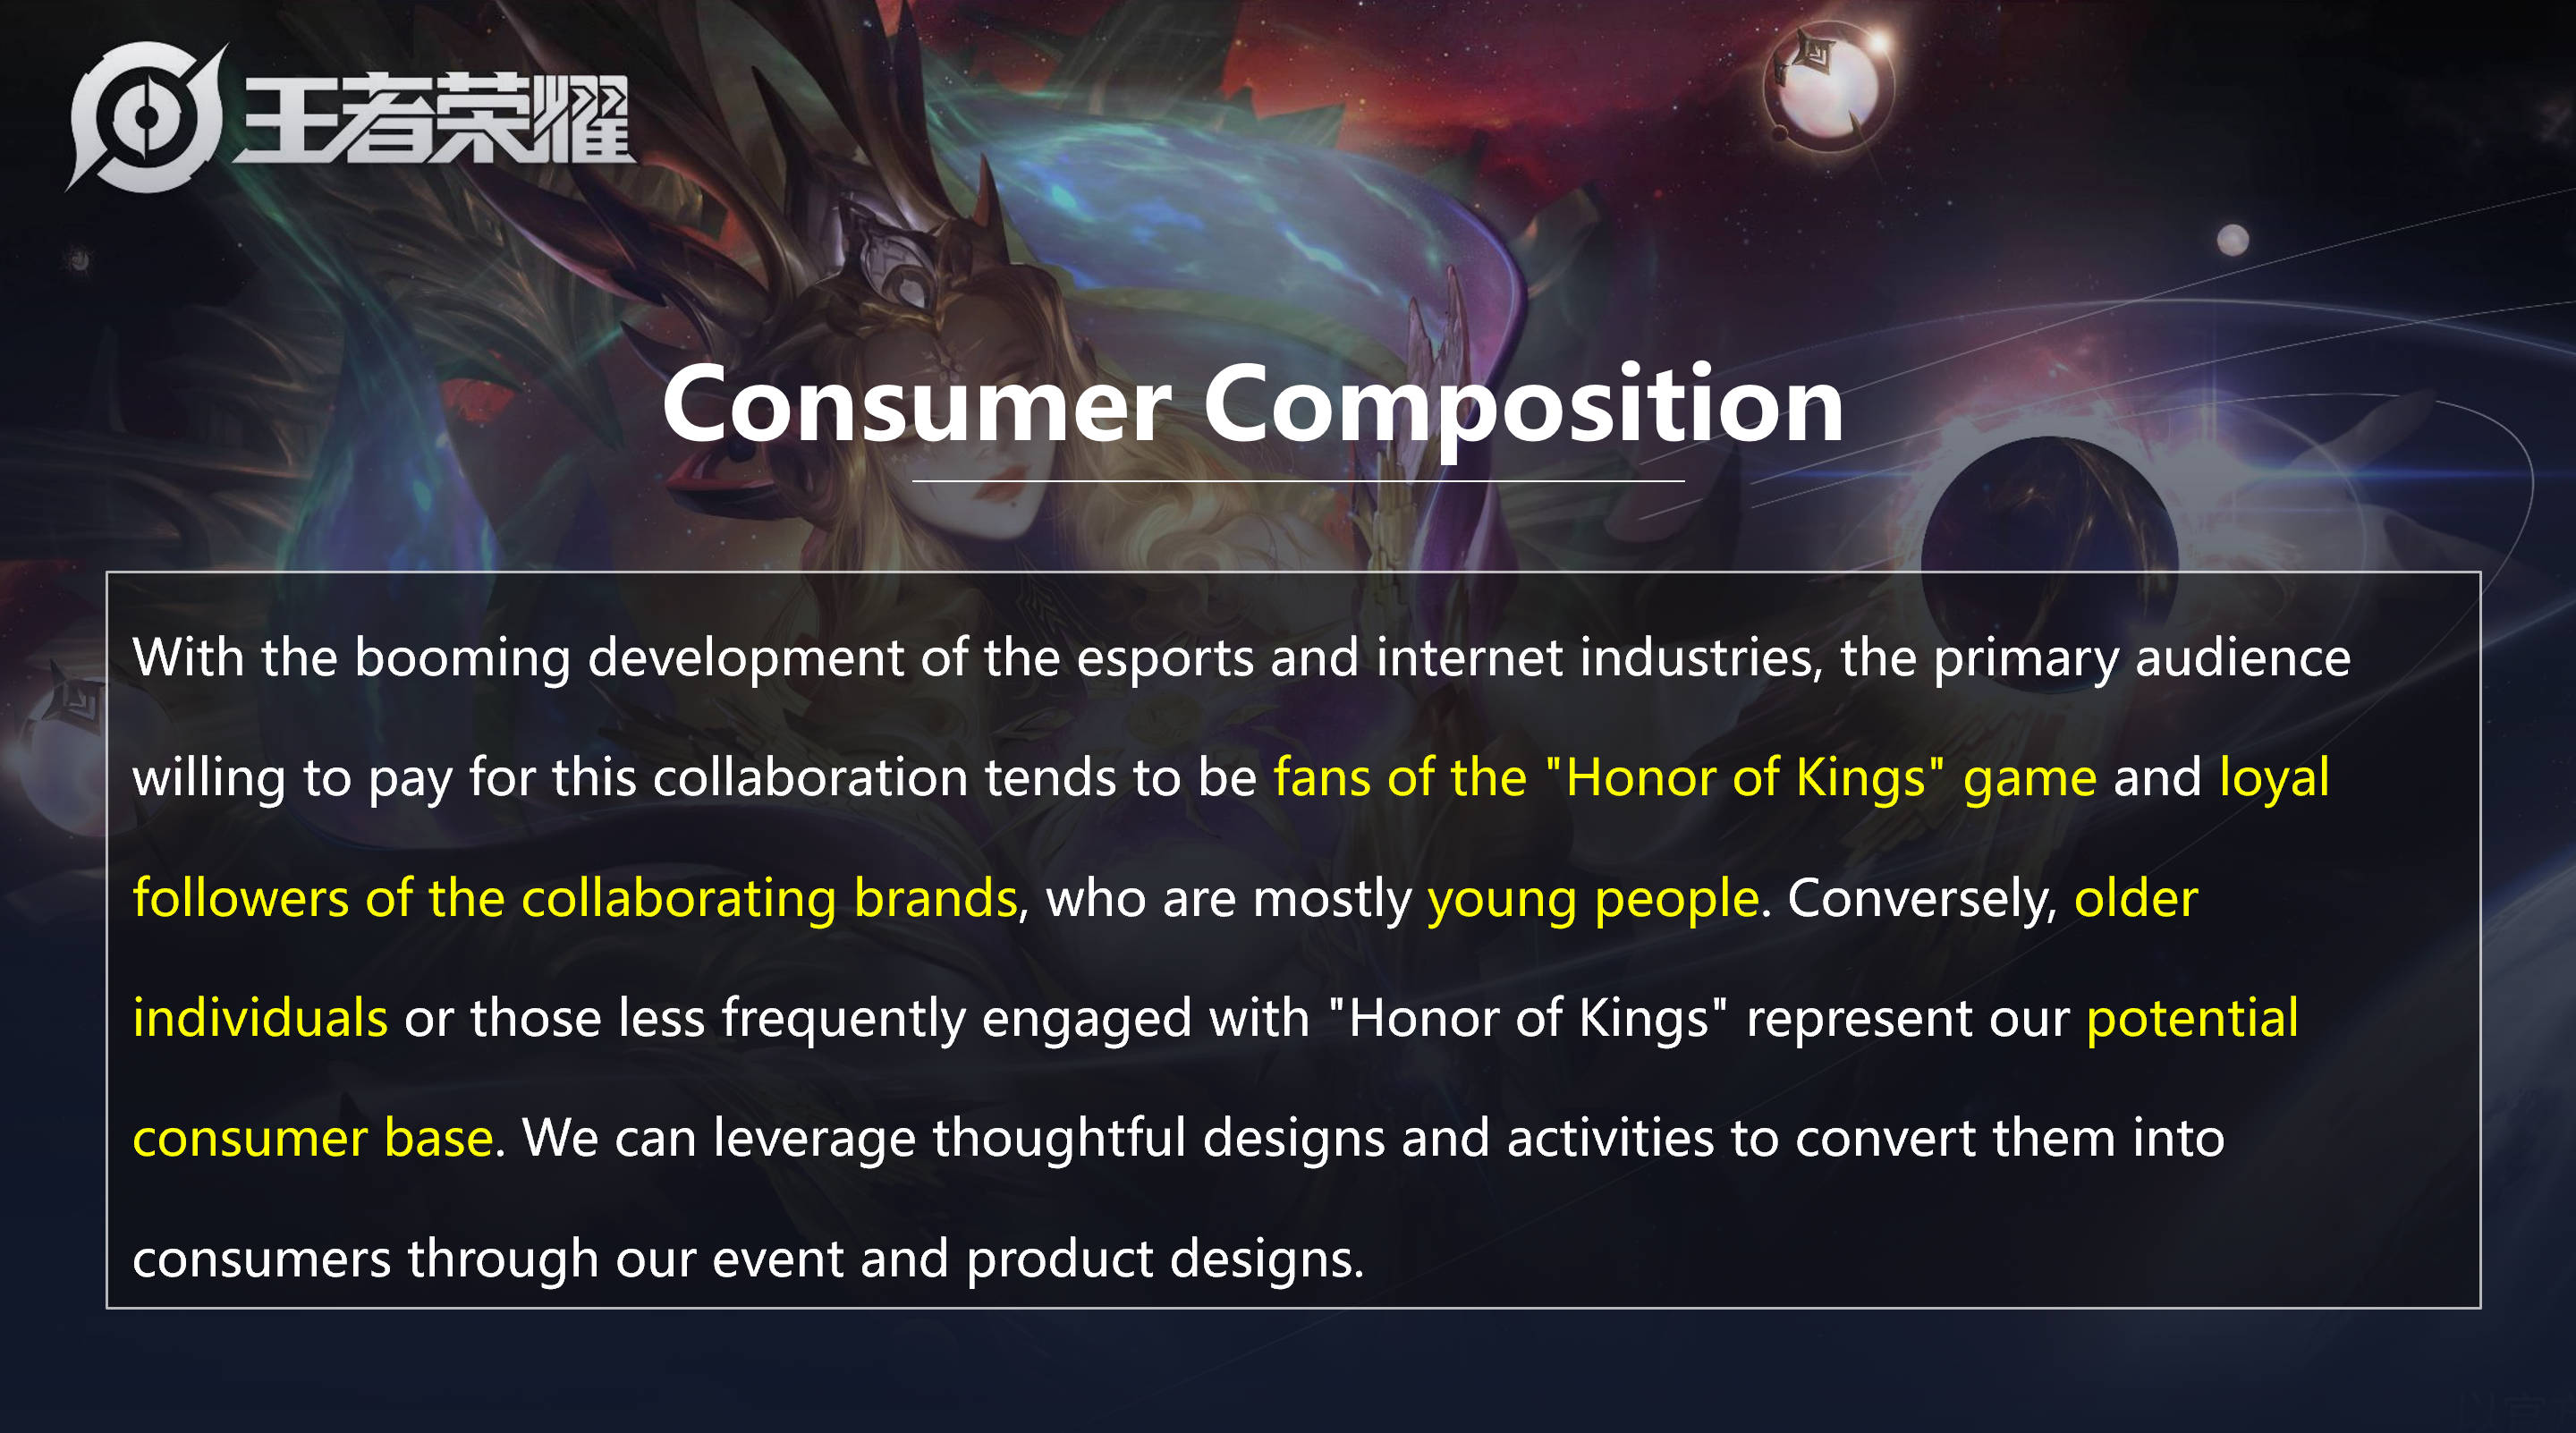 王者荣耀
Consumer Composition
With the booming development of the esports and internet industries, the primary audience
willing to pay for this collaboration tends to be fans of the "Honor of Kings" game and loyal
followers of the collaborating brands, who are mostly young people. Conversely, older
individuals or those less frequently engaged with "Honor of Kings" represent our potential
consumer base. We can leverage thoughtful designs and activities to convert them into
consumers through our event and product designs.